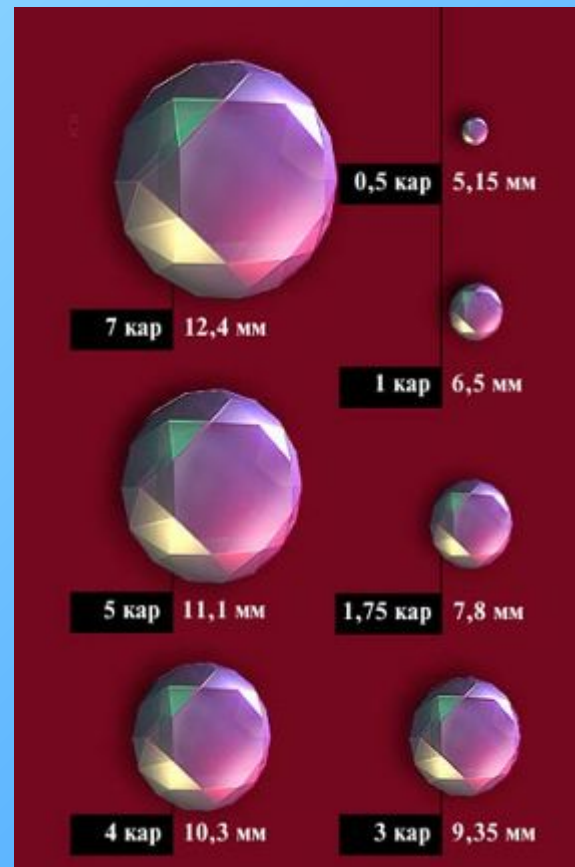 0,5 кар 5,15 мм
7 кар 12,4 мм
1 кар 6,5 мм
5 кар 11,1 мм
1,75 кар 7,8 мм
4 кар 10,3 мм
3 кар 9,35 мм